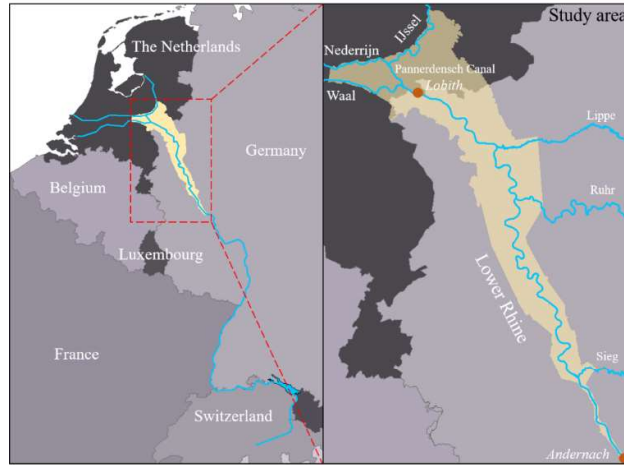 The Netherlands
Germany
Belgium
Luxembourg
France
Switzerland
Study area
IJssel
Nederrijn
Pannerdensch Canal
Lobith
Waal
Lippe
Ruhr
Lower Rhine
Sieg
Andernach